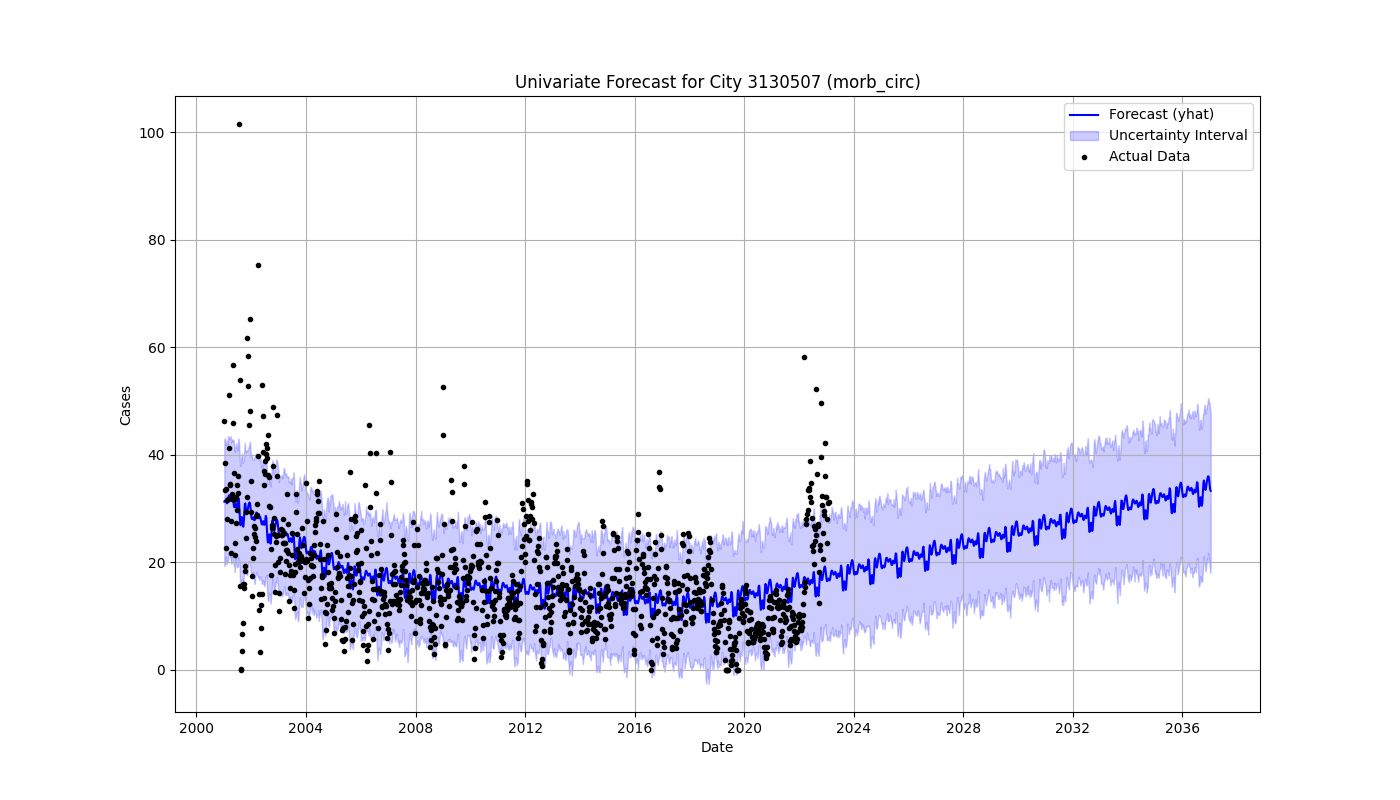 Univariate Forecast for City 3130507 (morb_circ)
Forecast (yhat)
Uncertainty Interval
Actual Data
Cases
100
80
60
40
20
0
2000 2004 2008 2012 2016 2020 2024 2028 2032 2036
Date